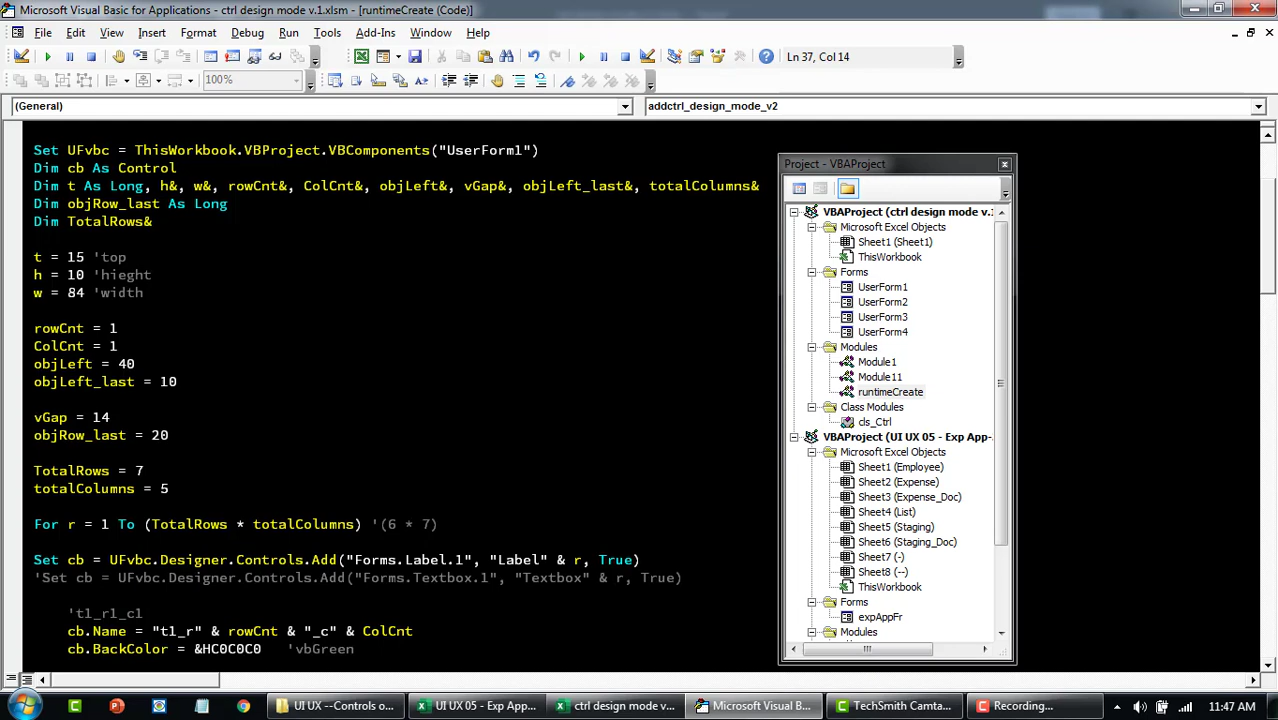 Microsoft Visual Basic for Applications - ctrl design mode v.1.xlsm - [runtimeCreate (Code)]
File Edit View Insert Format Debug Run Tools Add-Ins Window Help
Ln 37, Col 14
100%
(General) addctrl_design_mode_v2
Set UFvbc = ThisWorkbook.VBProject.VBComponents("UserForm1")
Dim cb As Control
Dim t As Long, h&, w&, rowCnt&, ColCnt&, objLeft&, vGap&, objLeft_last&, totalColumns&
Dim objRow_last As Long
Dim TotalRows&
t = 15 'top
h = 10 'hieght
w = 84 'width
rowCnt = 1
ColCnt = 1
objLeft = 40
objLeft_last = 10
vGap = 14
objRow_last = 20
TotalRows = 7
totalColumns = 5
For r = 1 To (TotalRows * totalColumns) '(6 * 7)
Set cb = UFvbc.Designer.Controls.Add("Forms.Label.1", "Label" & r, True)
'Set cb = UFvbc.Designer.Controls.Add("Forms.Textbox.1", "Textbox" & r, True)
'tl_r1_c1
cb.Name = "tl_r" & rowCnt & "_c" & ColCnt
cb.BackColor = &HC0C0C0 'vbGreen
Project - VBAProject
VBAProject (ctrl design mode v.1
Microsoft Excel Objects
Sheet1 (Sheet1)
ThisWorkbook
Forms
UserForm1
UserForm2
UserForm3
UserForm4
Modules
Module1
Module11
runtimeCreate
Class Modules
cls_Ctrl
VBAProject (UI UX 05 - Exp App-
Microsoft Excel Objects
Sheet1 (Employee)
Sheet2 (Expense)
Sheet3 (Expense_Doc)
Sheet4 (List)
Sheet5 (Staging)
Sheet6 (Staging_Doc)
Sheet7 (-)
Sheet8 (--)
ThisWorkbook
Forms
expAppFr
Modules
UI UX --Controls o... UI UX 05 - Exp App... ctrl design mode v.... Microsoft Visual B... TechSmith Camta... Recording... 11:47 AM